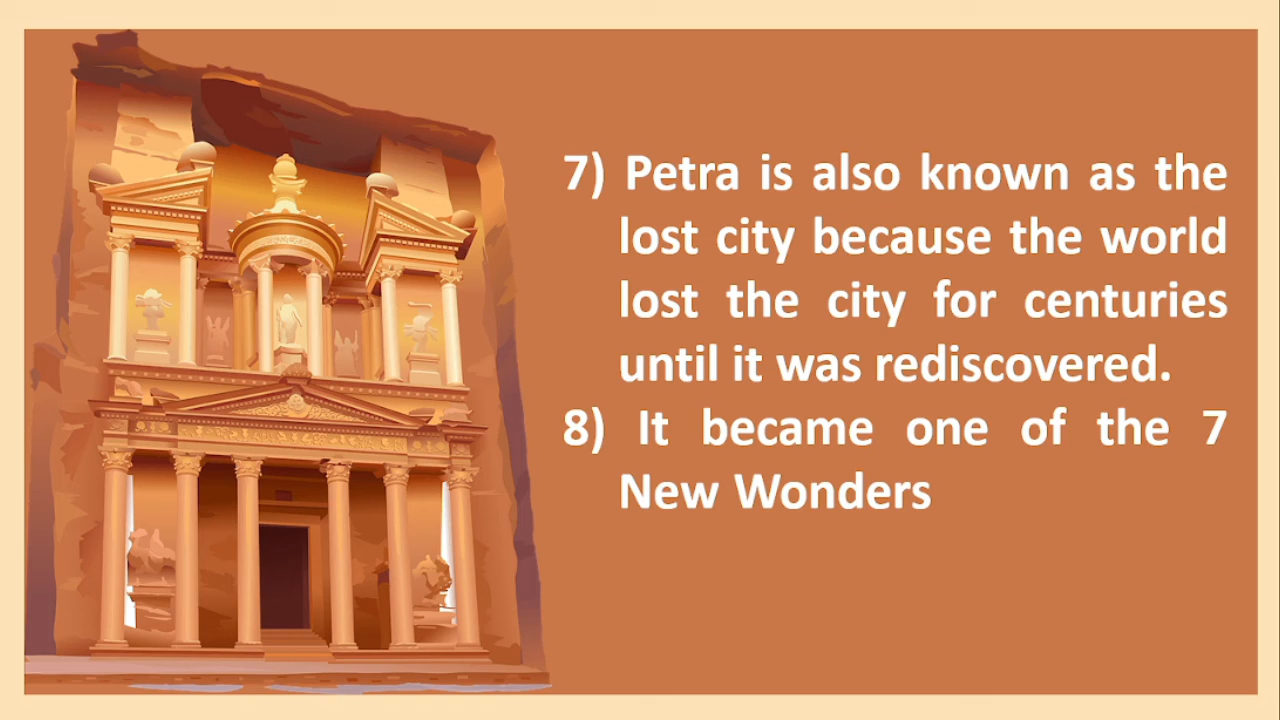 7) Petra is also known as the
lost city because the world
lost the city for centuries
until it was rediscovered.
8) It became one of the 7
New Wonders